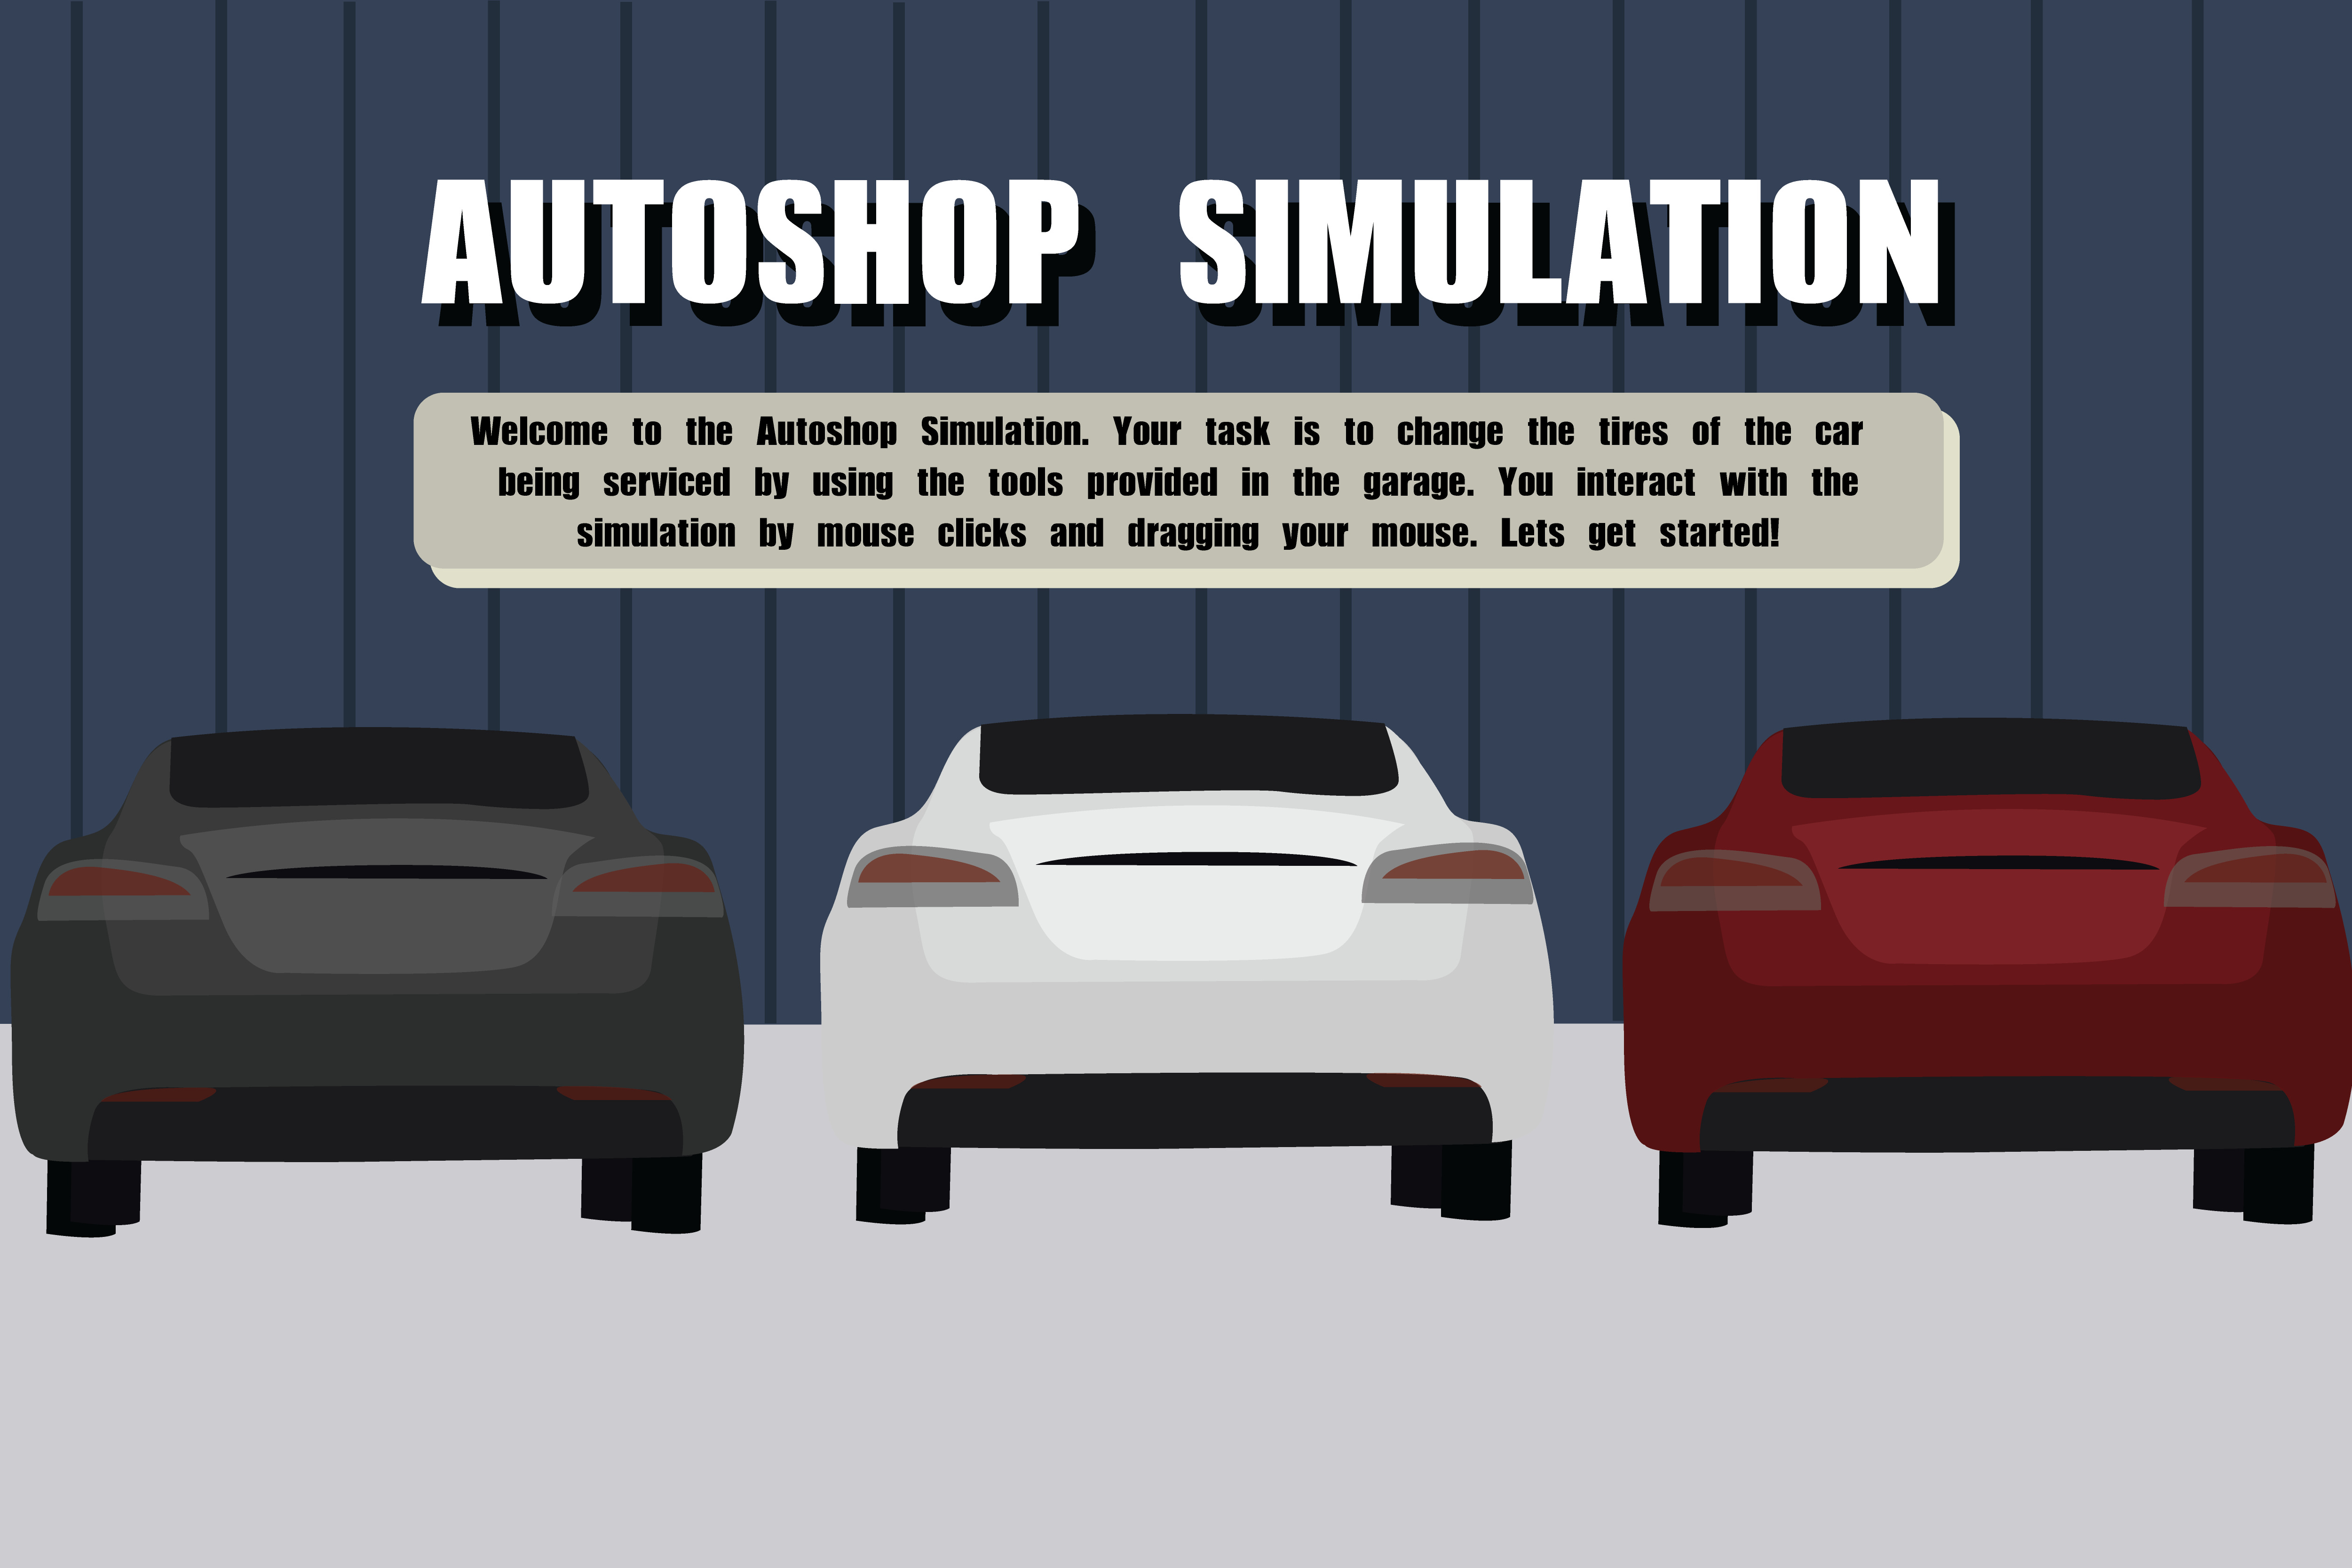 AUTOSHOP SIMULATION
Welcome to the Autoshop Simulation. Your task is to change the tires of the car
being serviced by using the tools provided in the garage. You interact with the
simulation by mouse clicks and dragging your mouse. Lets get started!